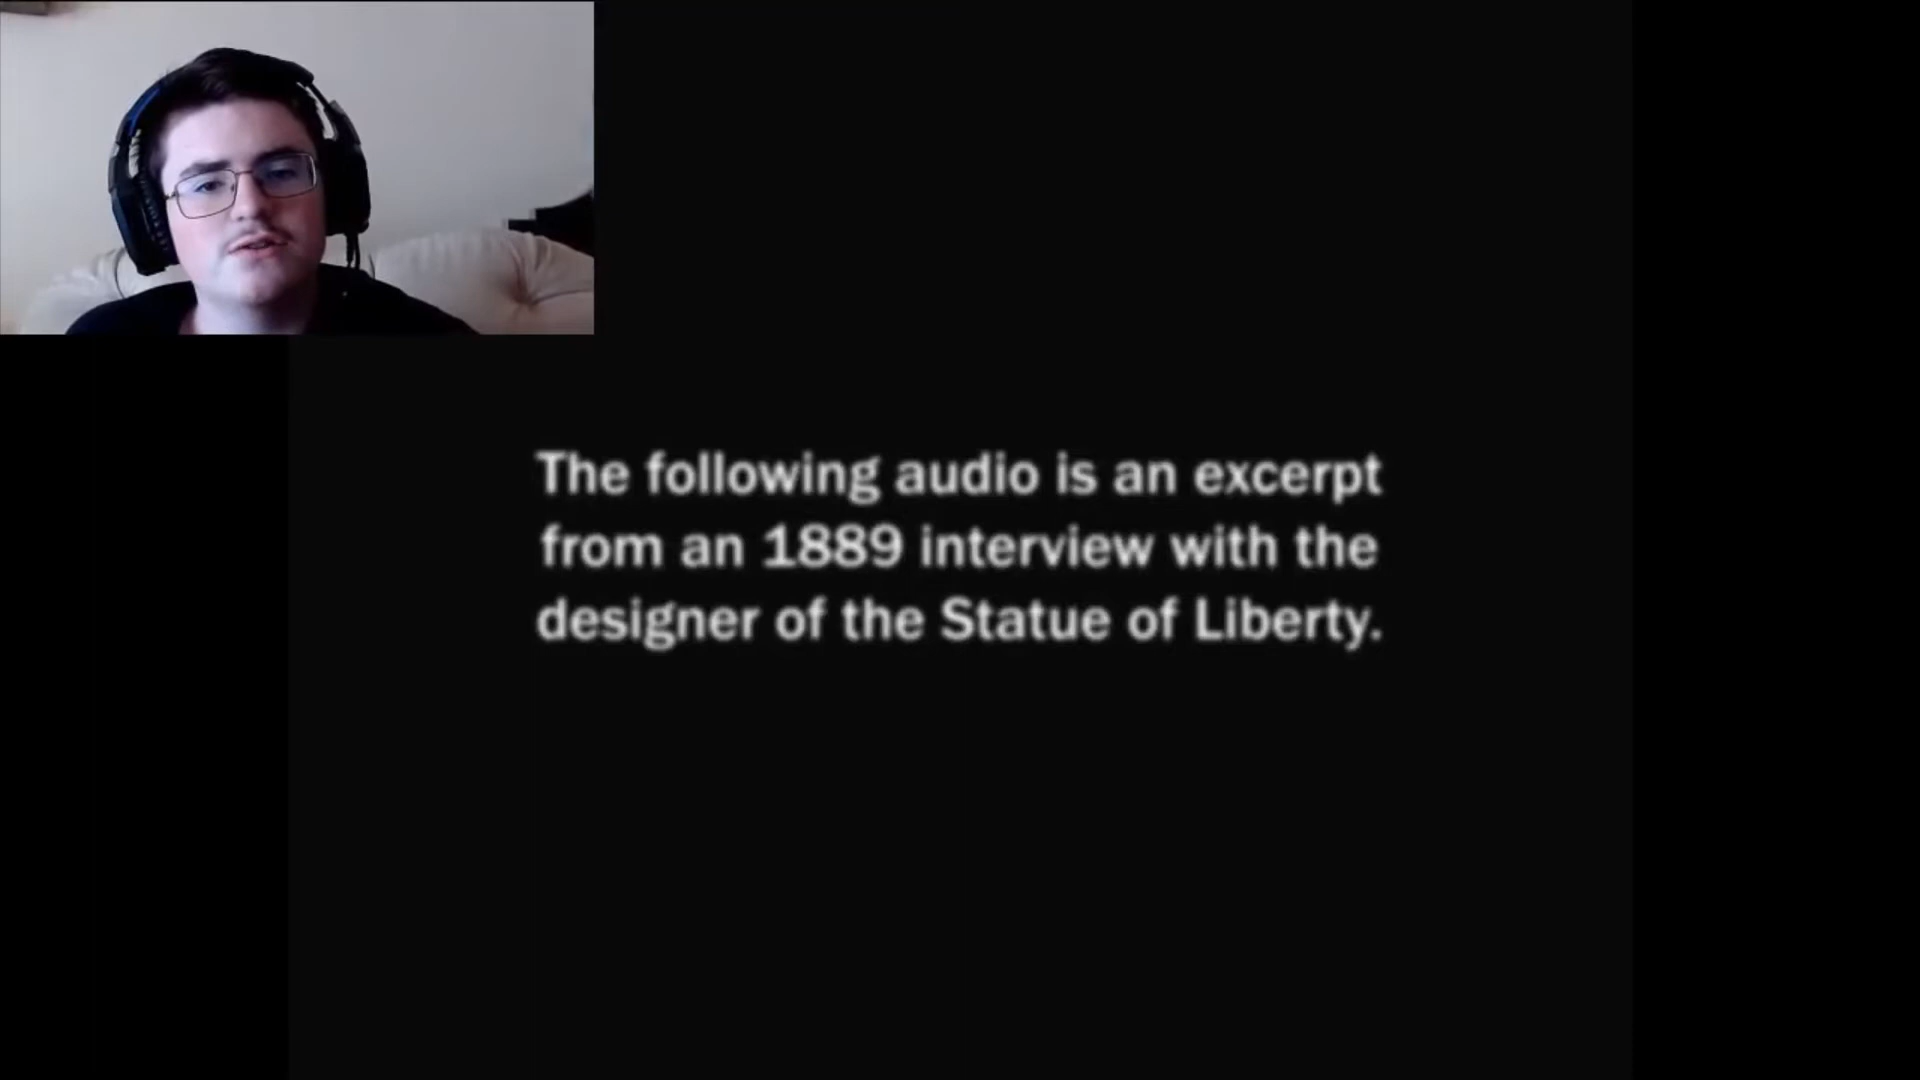 The following audio is an excerpt
from an 1889 interview with the
designer of the Statue of Liberty.